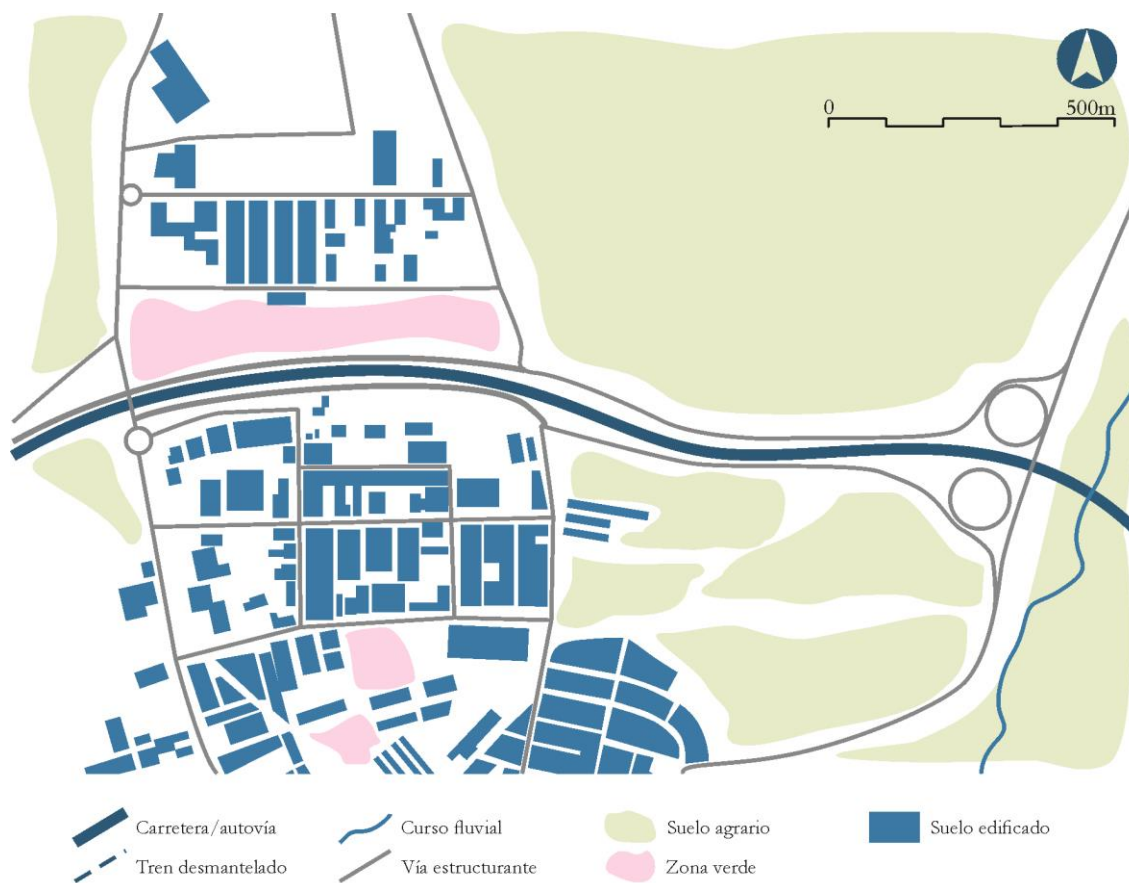 0 500m
Carretera/autovía Curso fluvial Suelo agrario Suelo edificado
Tren desmantelado Vía estructurante Zona verde